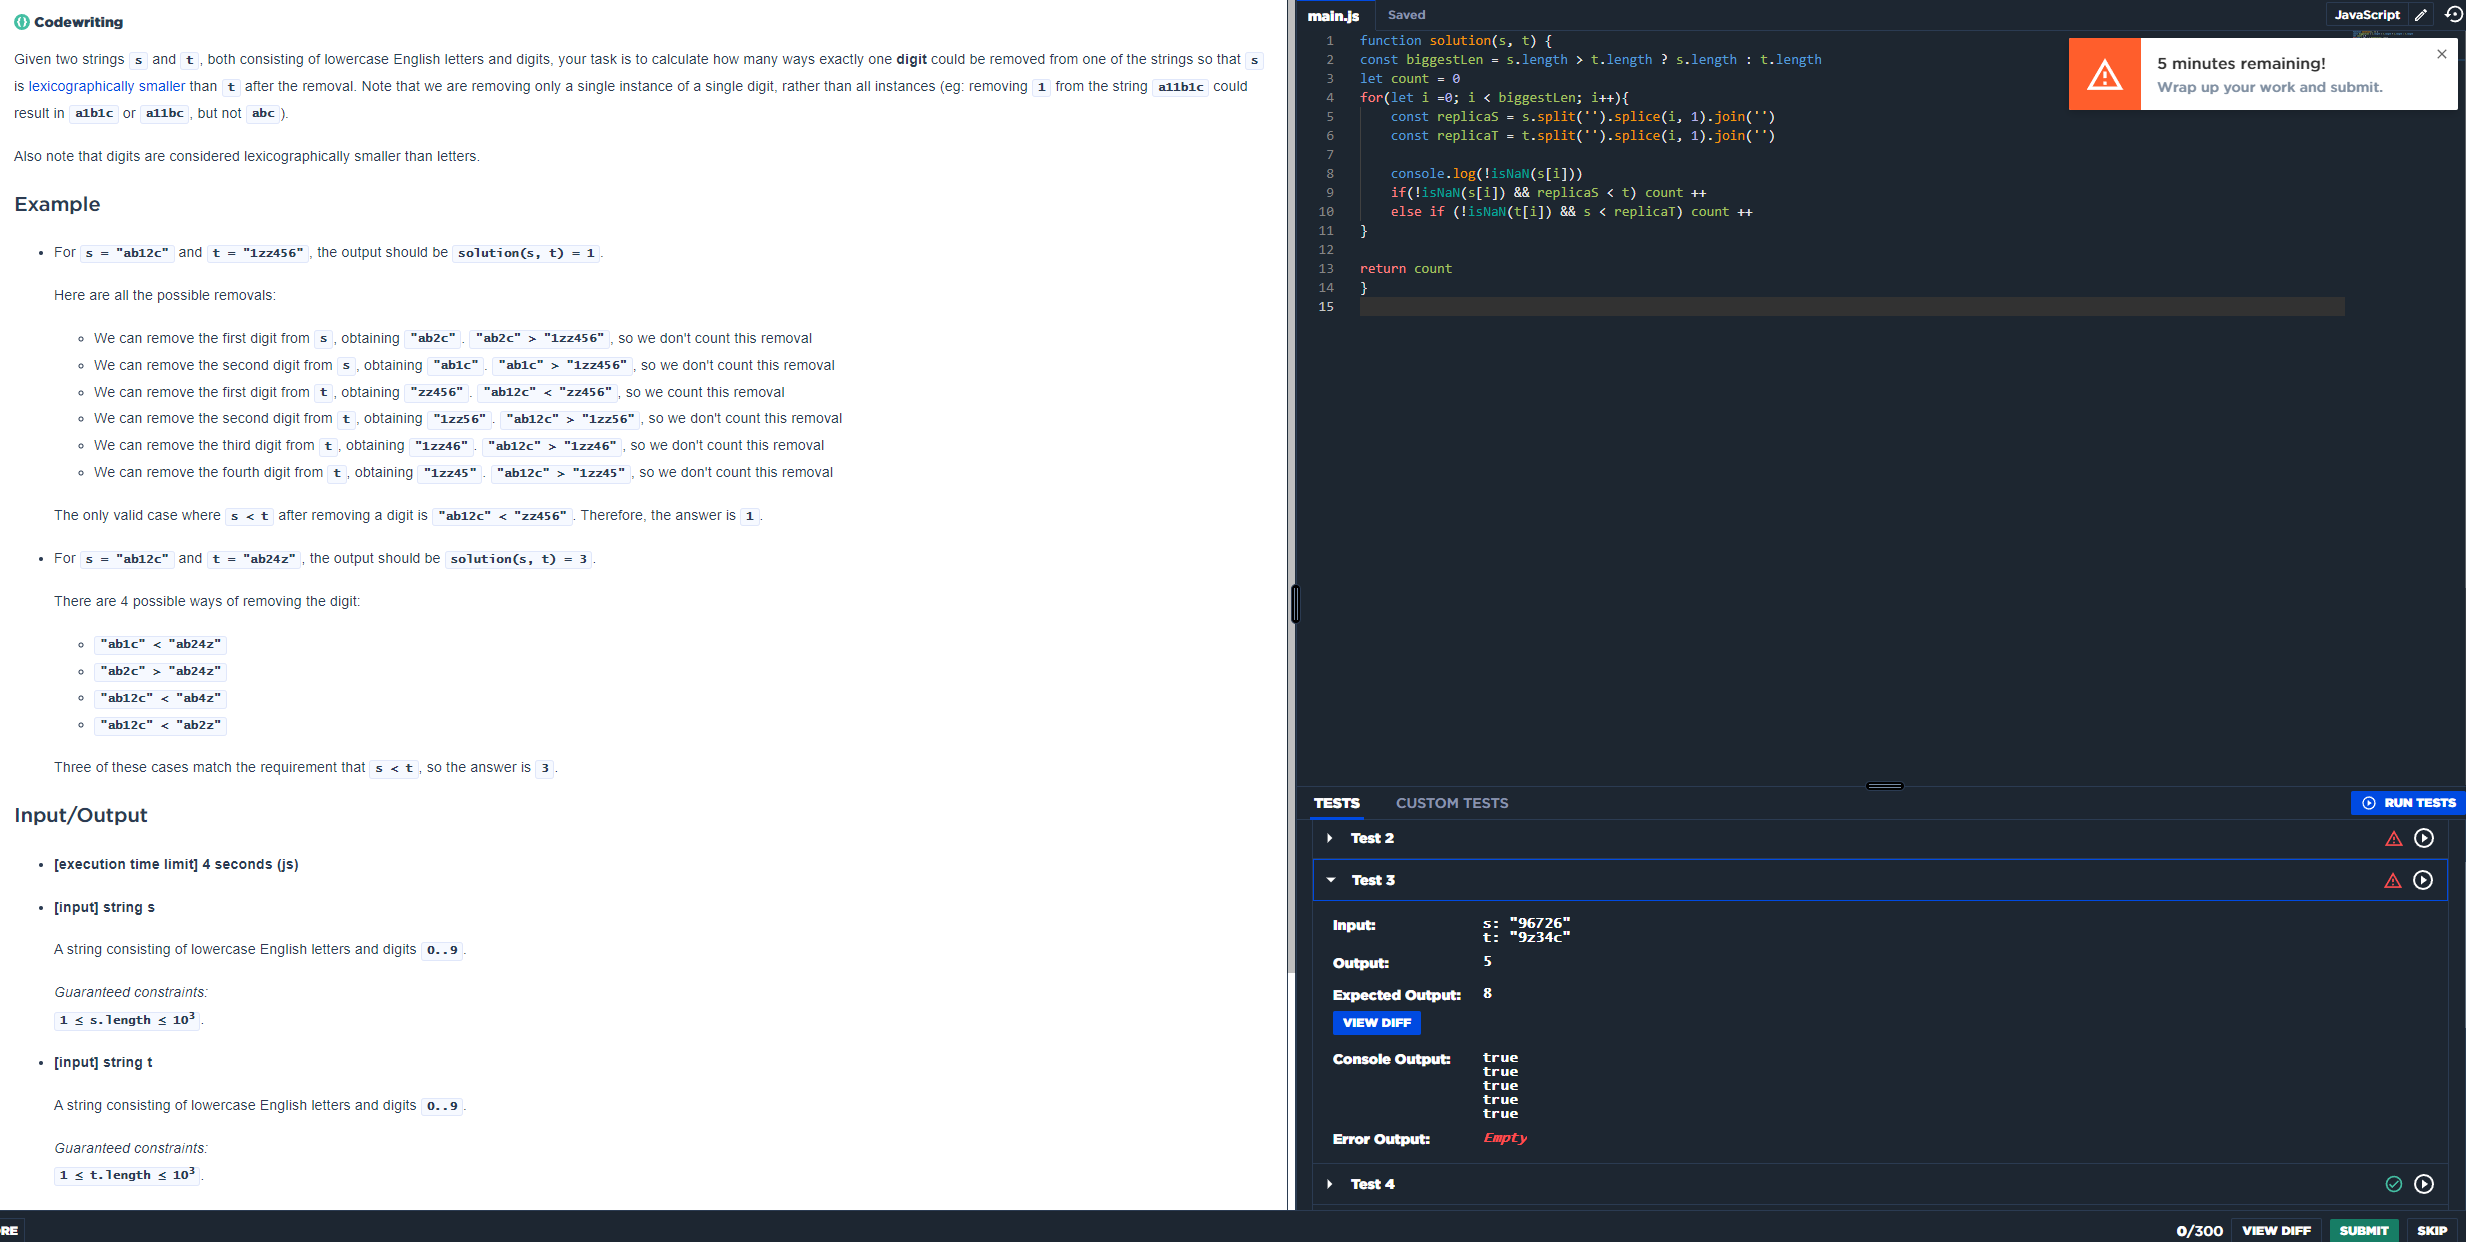 Codewriting
Given two strings s and t, both consisting of lowercase English letters and digits, your task is to calculate how many ways exactly one digit could be removed from one of the strings so that s
is lexicographically smaller than t after the removal. Note that we are removing only a single instance of a single digit, rather than all instances (eg: removing 1 from the string a11b1c could
result in a1b1c or a11bc, but not abc).
Also note that digits are considered lexicographically smaller than letters.
Example
• For s = "ab12c" and t = "1zz456", the output should be solution(s, t) = 1.
Here are all the possible removals:
◦ We can remove the first digit from s, obtaining "ab2c". "ab2c" > "1zz456", so we don't count this removal
◦ We can remove the second digit from s, obtaining "ab1c". "ab1c" > "1zz456", so we don't count this removal
◦ We can remove the first digit from t, obtaining "zz456". "ab12c" < "zz456", so we count this removal
◦ We can remove the second digit from t, obtaining "1zz56". "ab12c" > "1zz56", so we don't count this removal
◦ We can remove the third digit from t, obtaining "1zz46". "ab12c" > "1zz46", so we don't count this removal
◦ We can remove the fourth digit from t, obtaining "1zz45". "ab12c" > "1zz45", so we don't count this removal
The only valid case where s < t after removing a digit is "ab12c" < "zz456". Therefore, the answer is 1.
• For s = "ab12c" and t = "ab24z", the output should be solution(s, t) = 3.
There are 4 possible ways of removing the digit:
◦ "ab1c" < "ab24z"
◦ "ab2c" > "ab24z"
◦ "ab12c" < "ab4z"
◦ "ab12c" < "ab2z"
Three of these cases match the requirement that s < t, so the answer is 3.
Input/Output
• [execution time limit] 4 seconds (js)
• [input] string s
A string consisting of lowercase English letters and digits 0..9.
Guaranteed constraints:
1 ≤ s.length ≤ 10³.
• [input] string t
A string consisting of lowercase English letters and digits 0..9.
Guaranteed constraints:
1 ≤ t.length ≤ 10³.
RE
main.js Saved JavaScript
5 minutes remaining!
Wrap up your work and submit.
1 function solution(s, t) {
2 const biggestLen = s.length > t.length ? s.length : t.length
3 let count = 0
4 for(let i =0; i < biggestLen; i++){
5     const replicaS = s.split('').splice(i, 1).join('')
6     const replicaT = t.split('').splice(i, 1).join('')
7
8     console.log(!isNaN(s[i]))
9     if(!isNaN(s[i]) && replicaS < t) count ++
10     else if (!isNaN(t[i]) && s < replicaT) count ++
11 }
12
13 return count
14 }
15
TESTS CUSTOM TESTS RUN TESTS
Test 2
Test 3
Input: s: "96726"
t: "9z34c"
Output: 5
Expected Output: 8
VIEW DIFF
Console Output: true
true
true
true
true
Error Output: Empty
Test 4
0/300 VIEW DIFF SUBMIT SKIP